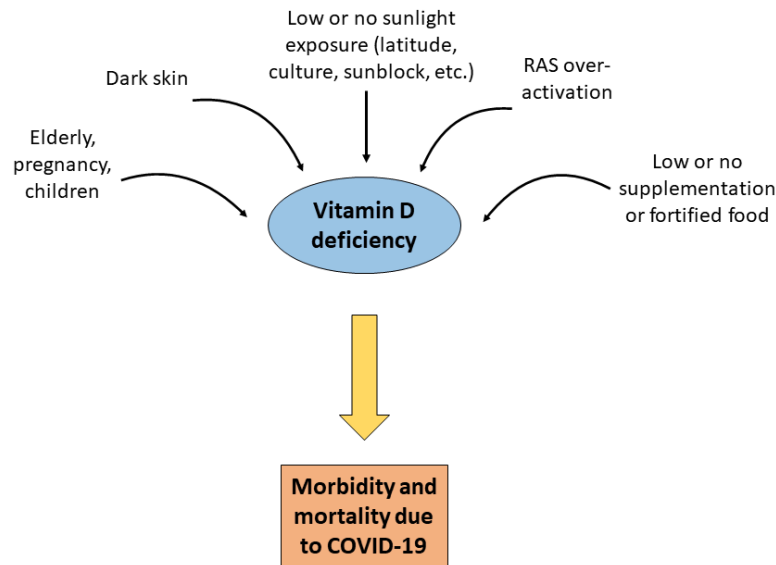 Low or no sunlight
exposure (latitude,
culture, sunblock, etc.)
Dark skin
RAS over-
activation
Elderly,
pregnancy,
children
Low or no
supplementation
or fortified food
Vitamin D
deficiency
Morbidity and
mortality due
to COVID-19